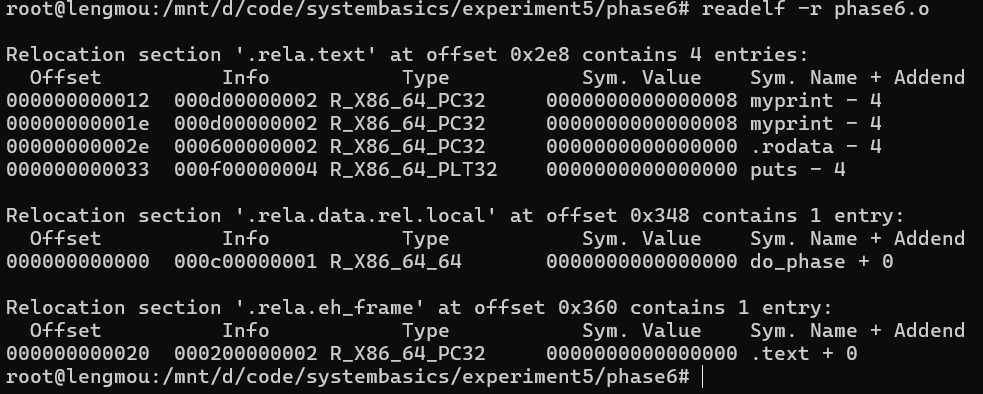 root@lengmou:/mnt/d/code/systembasics/experiment5/phase6# readelf -r phase6.o
Relocation section '.rela.text' at offset 0x2e8 contains 4 entries:
  Offset          Info           Type           Sym. Value    Sym. Name + Addend
000000000012  000d00000002 R_X86_64_PC32     0000000000000008 myprint - 4
00000000001e  000d00000002 R_X86_64_PC32     0000000000000008 myprint - 4
00000000002e  000600000002 R_X86_64_PC32     0000000000000000 .rodata - 4
000000000033  000f00000004 R_X86_64_PLT32    0000000000000000 puts - 4
Relocation section '.rela.data.rel.local' at offset 0x348 contains 1 entry:
  Offset          Info           Type           Sym. Value    Sym. Name + Addend
000000000000  000c00000001 R_X86_64_64       0000000000000000 do_phase + 0
Relocation section '.rela.eh_frame' at offset 0x360 contains 1 entry:
  Offset          Info           Type           Sym. Value    Sym. Name + Addend
000000000020  000200000002 R_X86_64_PC32     0000000000000000 .text + 0
root@lengmou:/mnt/d/code/systembasics/experiment5/phase6#